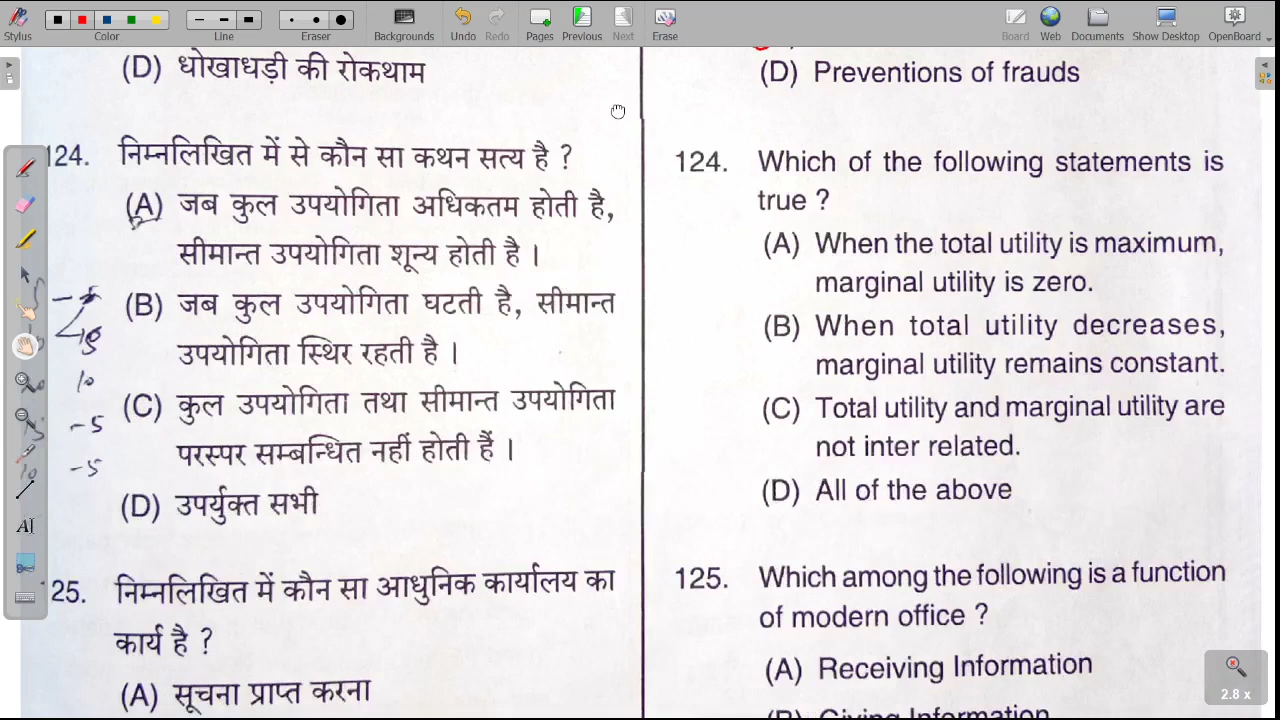 Stylus
Color
Line
Eraser
Backgrounds
Undo
Redo
Pages
Previous
Next
Erase
Board
Web
Documents
Show Desktop
OpenBoard
(D) धोखाधड़ी की रोकथाम
124. निम्नलिखित में से कौन सा कथन सत्य है ?
(A) जब कुल उपयोगिता अधिकतम होती है,
सीमान्त उपयोगिता शून्य होती है ।
(B) जब कुल उपयोगिता घटती है, सीमान्त
उपयोगिता स्थिर रहती है ।
(C) कुल उपयोगिता तथा सीमान्त उपयोगिता
परस्पर सम्बन्धित नहीं होती हैं ।
(D) उपर्युक्त सभी
125. निम्नलिखित में कौन सा आधुनिक कार्यालय का
कार्य है ?
(A) सूचना प्राप्त करना
10
-5
-5
(D) Preventions of frauds
124. Which of the following statements is
true ?
(A) When the total utility is maximum,
marginal utility is zero.
(B) When total utility decreases,
marginal utility remains constant.
(C) Total utility and marginal utility are
not inter related.
(D) All of the above
125. Which among the following is a function
of modern office ?
(A) Receiving Information
(B) Giving Information
2.8 x